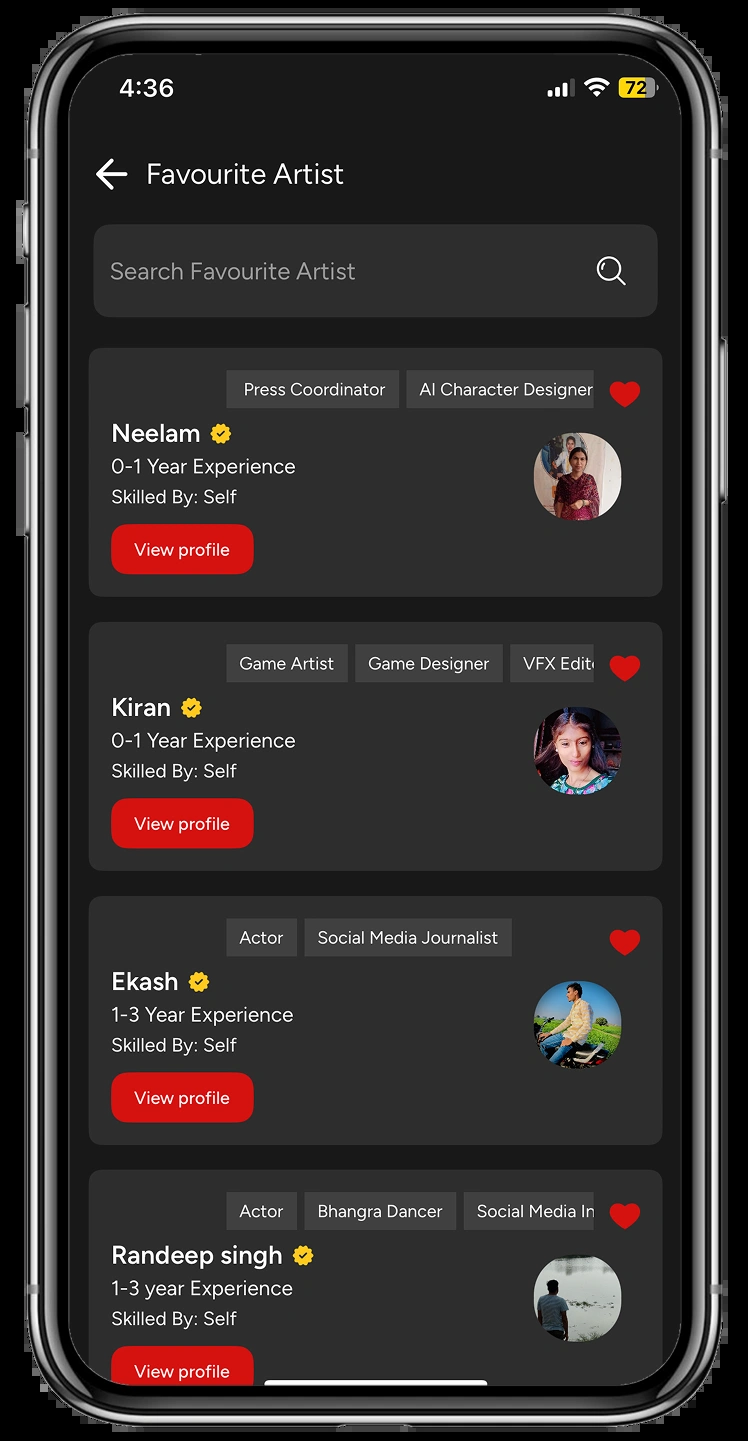 4:36
72
Favourite Artist
Search Favourite Artist
Press Coordinator AI Character Designer
Neelam
0-1 Year Experience
Skilled By: Self
View profile
Game Artist Game Designer VFX Edit
Kiran
0-1 Year Experience
Skilled By: Self
View profile
Actor Social Media Journalist
Ekash
1-3 Year Experience
Skilled By: Self
View profile
Actor Bhangra Dancer Social Media In
Randeep singh
1-3 year Experience
Skilled By: Self
View profile